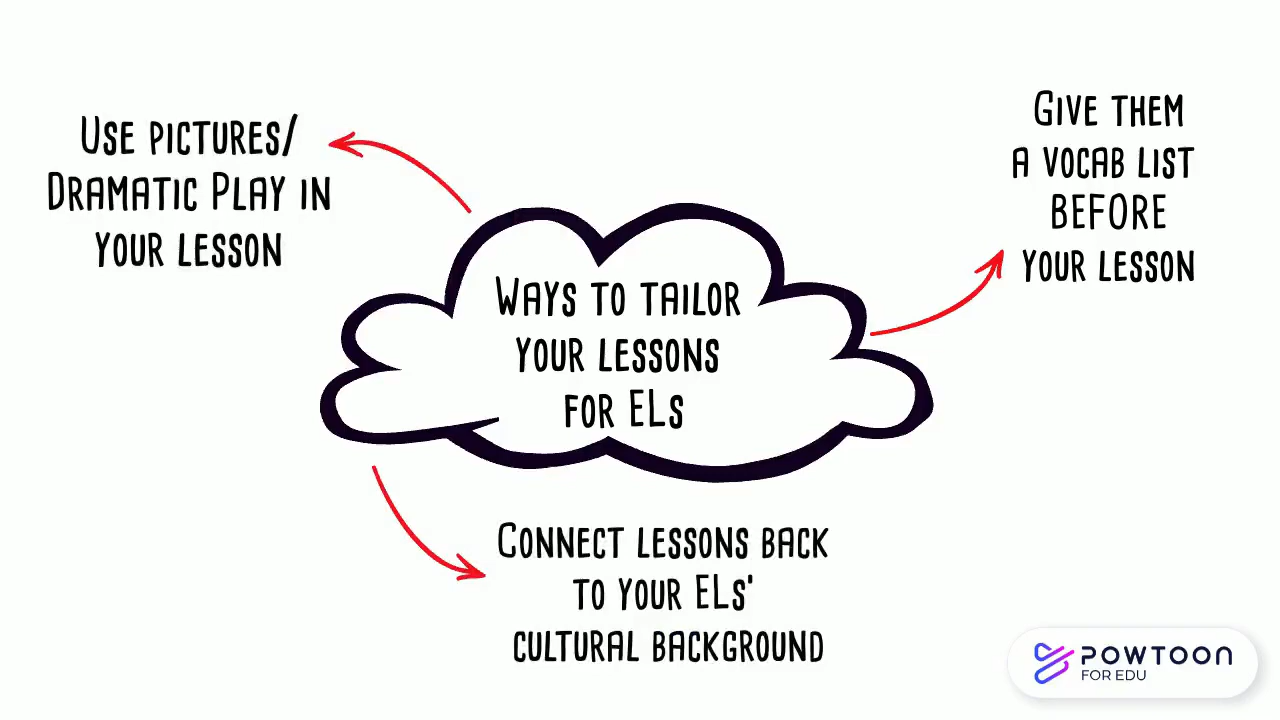 Use pictures/
Dramatic Play in
your lesson
Give them
a vocab list
BEFORE
your lesson
Ways to tailor
your lessons
for ELs
Connect lessons back
to your ELs'
cultural background
POWTOON
FOR EDU